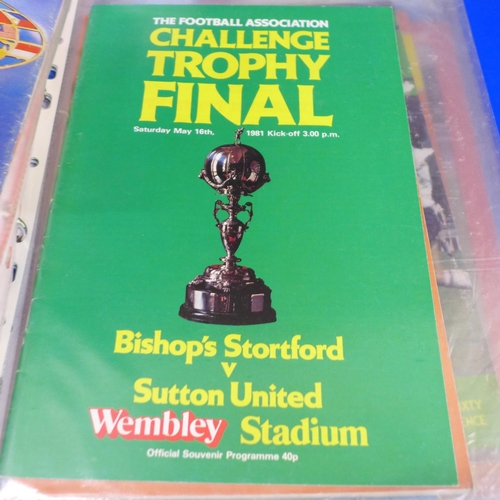 THE FOOTBALL ASSOCIATION
CHALLENGE
TROPHY
FINAL
Saturday May 16th, 1981 Kick-off 3.00 p.m.
Bishop's Stortford
v
Sutton United
Wembley Stadium
Official Souvenir Programme 40p